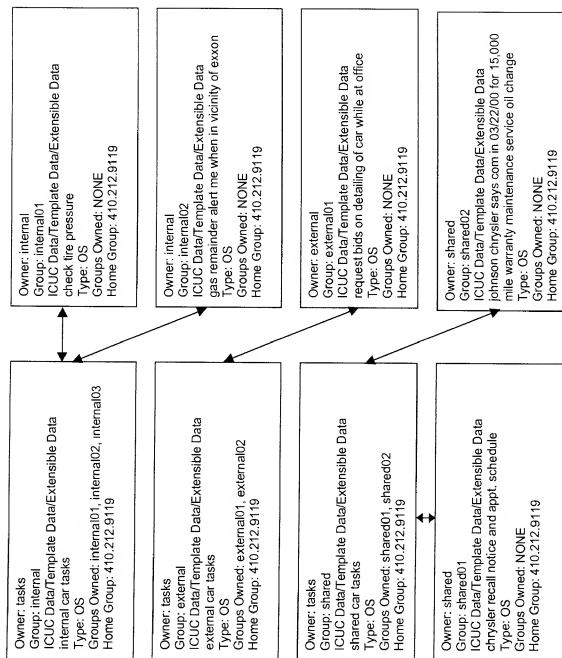 Owner: tasks
Group: internal
ICUC Data/Template Data/Extensible Data
internal car tasks
Type: OS
Groups Owned: internal01, internal02, internal03
Home Group: 410.212.9119
Owner: internal
Group: internal01
ICUC Data/Template Data/Extensible Data
check tire pressure
Type: OS
Groups Owned: NONE
Home Group: 410.212.9119
Owner: internal
Group: internal02
ICUC Data/Template Data/Extensible Data
gas remainder alert me when in vicinity of exxon
Type: OS
Groups Owned: NONE
Home Group: 410.212.9119
Owner: tasks
Group: external
ICUC Data/Template Data/Extensible Data
external car tasks
Type: OS
Groups Owned: external01, external02
Home Group: 410.212.9119
Owner: external
Group: external01
ICUC Data/Template Data/Extensible Data
request bids on detailing of car while at office
Type: OS
Groups Owned: NONE
Home Group: 410.212.9119
Owner: tasks
Group: shared
ICUC Data/Template Data/Extensible Data
shared car tasks
Type: OS
Groups Owned: shared01, shared02
Home Group: 410.212.9119
Owner: shared
Group: shared02
ICUC Data/Template Data/Extensible Data
johnson chrysler says com in 03/22/00 for 15,000
mile warranty maintenance service oil change
Type: OS
Groups Owned: NONE
Home Group: 410.212.9119
Owner: shared
Group: shared01
ICUC Data/Template Data/Extensible Data
chrysler recall notice and appt. schedule
Type: OS
Groups Owned: NONE
Home Group: 410.212.9119